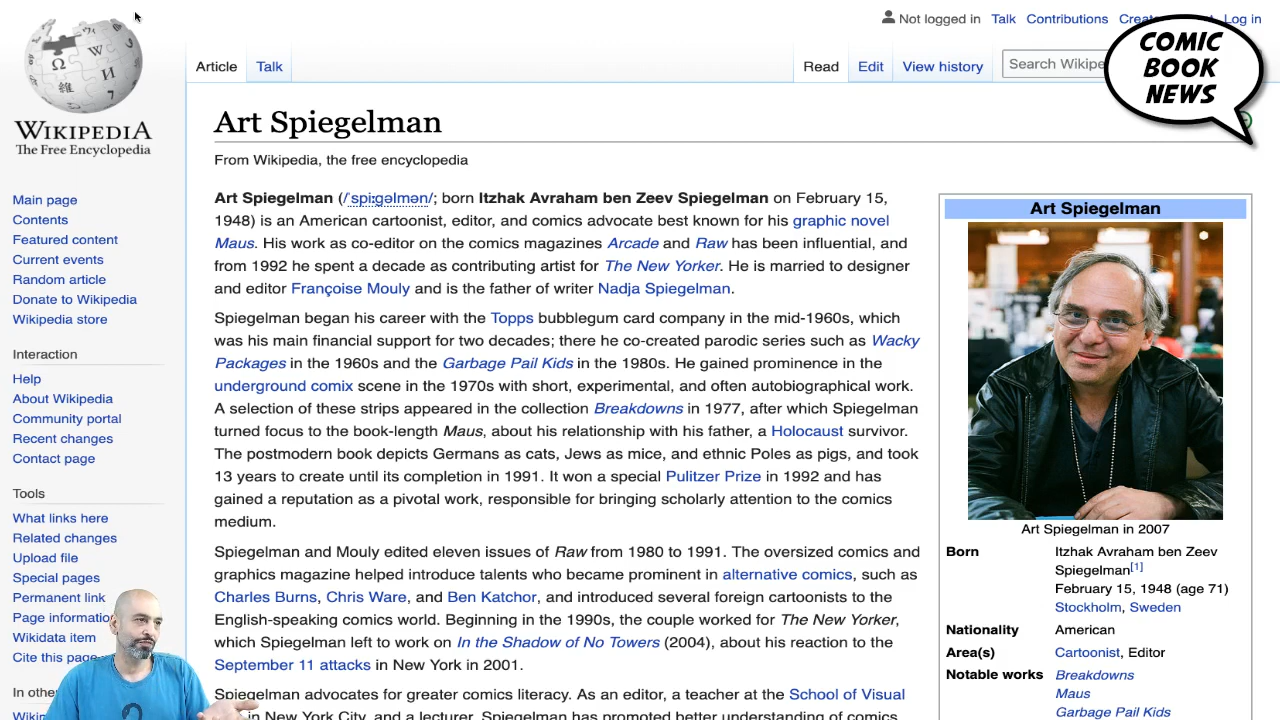 Not logged in Talk Contributions Log in
COMIC
BOOK
NEWS
Article Talk Read Edit View history Search
WIKIPEDIA
The Free Encyclopedia
Art Spiegelman
From Wikipedia, the free encyclopedia
Main page
Contents
Featured content
Current events
Random article
Donate to Wikipedia
Wikipedia store
Interaction
Help
About Wikipedia
Community portal
Recent changes
Contact page
Tools
What links here
Related changes
Upload file
Special pages
Permanent link
Page
Wikidata item
Cite this page
Art Spiegelman (/ˈspiːɡəlmən/; born Itzhak Avraham ben Zeev Spiegelman on February 15,
1948) is an American cartoonist, editor, and comics advocate best known for his graphic novel
Maus. His work as co-editor on the comics magazines Arcade and Raw has been influential, and
from 1992 he spent a decade as contributing artist for The New Yorker. He is married to designer
and editor Françoise Mouly and is the father of writer Nadja Spiegelman.
Spiegelman began his career with the Topps bubblegum card company in the mid-1960s, which
was his main financial support for two decades; there he co-created parodic series such as Wacky
Packages in the 1960s and the Garbage Pail Kids in the 1980s. He gained prominence in the
underground comix scene in the 1970s with short, experimental, and often autobiographical work.
A selection of these strips appeared in the collection Breakdowns in 1977, after which Spiegelman
turned focus to the book-length Maus, about his relationship with his father, a Holocaust survivor.
The postmodern book depicts Germans as cats, Jews as mice, and ethnic Poles as pigs, and took
13 years to create until its completion in 1991. It won a special Pulitzer Prize in 1992 and has
gained a reputation as a pivotal work, responsible for bringing scholarly attention to the comics
medium.
Spiegelman and Mouly edited eleven issues of Raw from 1980 to 1991. The oversized comics and
graphics magazine helped introduce talents who became prominent in alternative comics, such as
Charles Burns, Chris Ware, and Ben Katchor, and introduced several foreign cartoonists to the
English-speaking comics world. Beginning in the 1990s, the couple worked for The New Yorker,
which Spiegelman left to work on In the Shadow of No Towers (2004), about his reaction to the
September 11 attacks in New York in 2001.
Spiegelman advocates for greater comics literacy. As an editor, a teacher at the School of Visual
in New York City, and a lecturer, Spiegelman has promoted better understanding of comics
Art Spiegelman
Art Spiegelman in 2007
Born Itzhak Avraham ben Zeev
Spiegelman[1]
February 15, 1948 (age 71)
Stockholm, Sweden
Nationality American
Area(s) Cartoonist, Editor
Notable works Breakdowns
Maus
Garbage Pail Kids